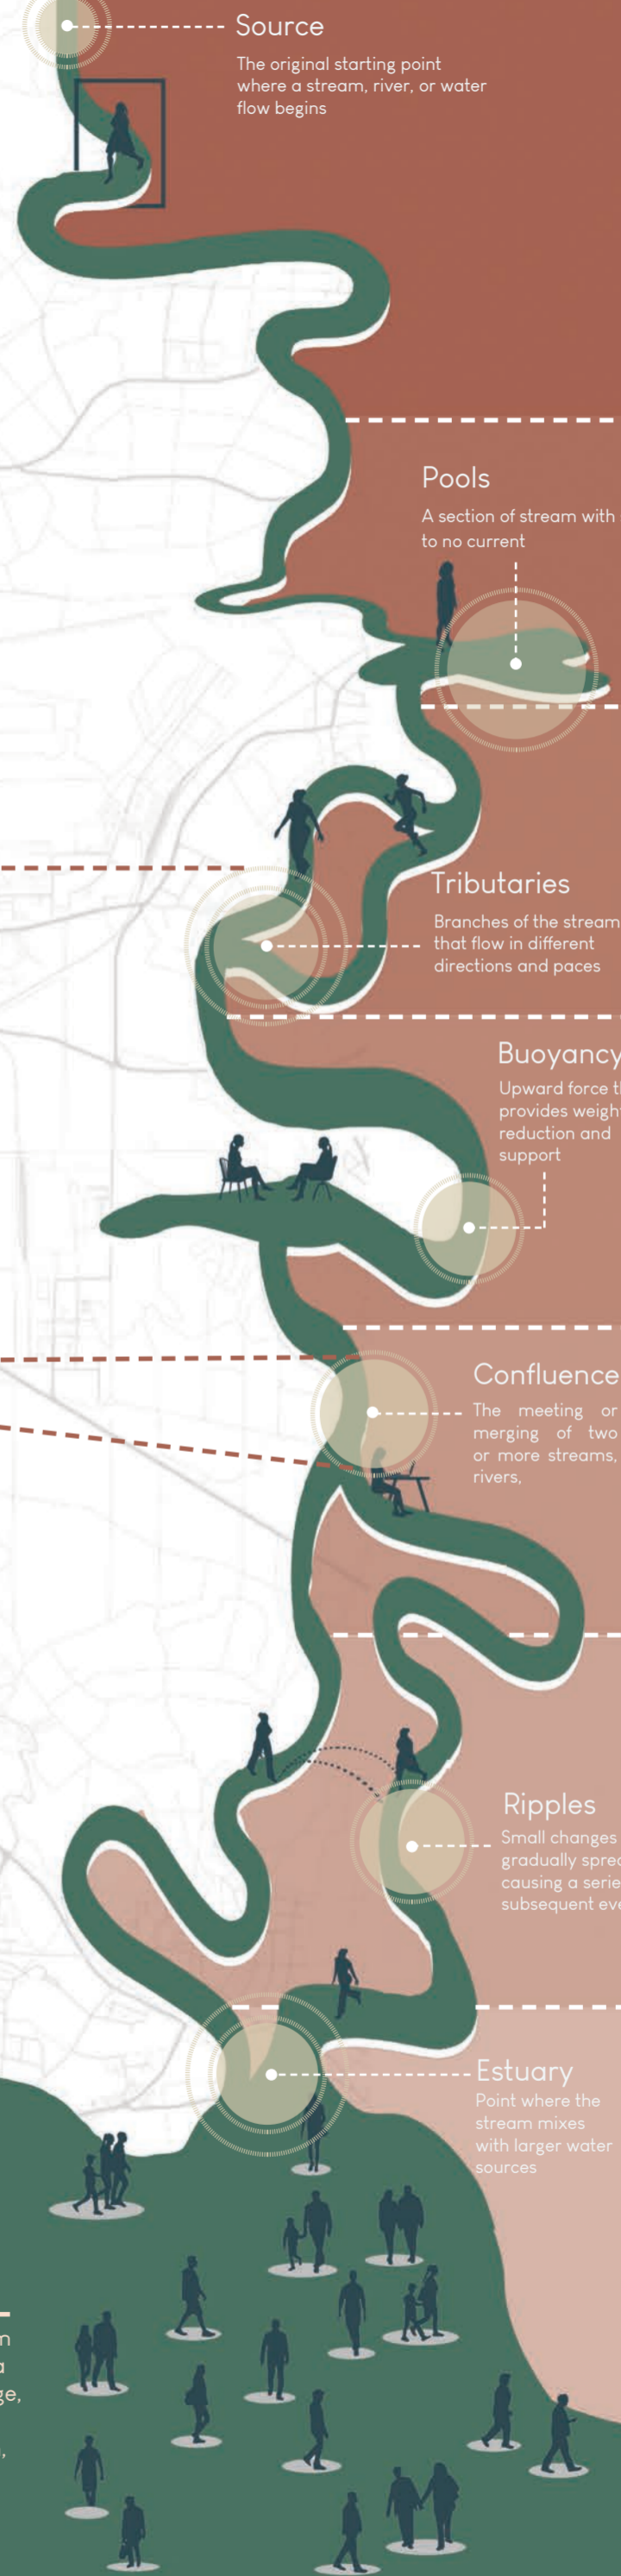 Source
The original starting point
where a stream, river, or water
flow begins
Pools
A section of stream with
to no current
Tributaries
Branches of the stream
that flow in different
directions and paces
Buoyancy
Upward force
provides
reduction and
support
Confluence
The meeting or
merging of two
or more streams,
rivers,
Ripples
Small changes
gradually
causing a
subsequent
Estuary
Point where the
stream mixes
with larger water
sources